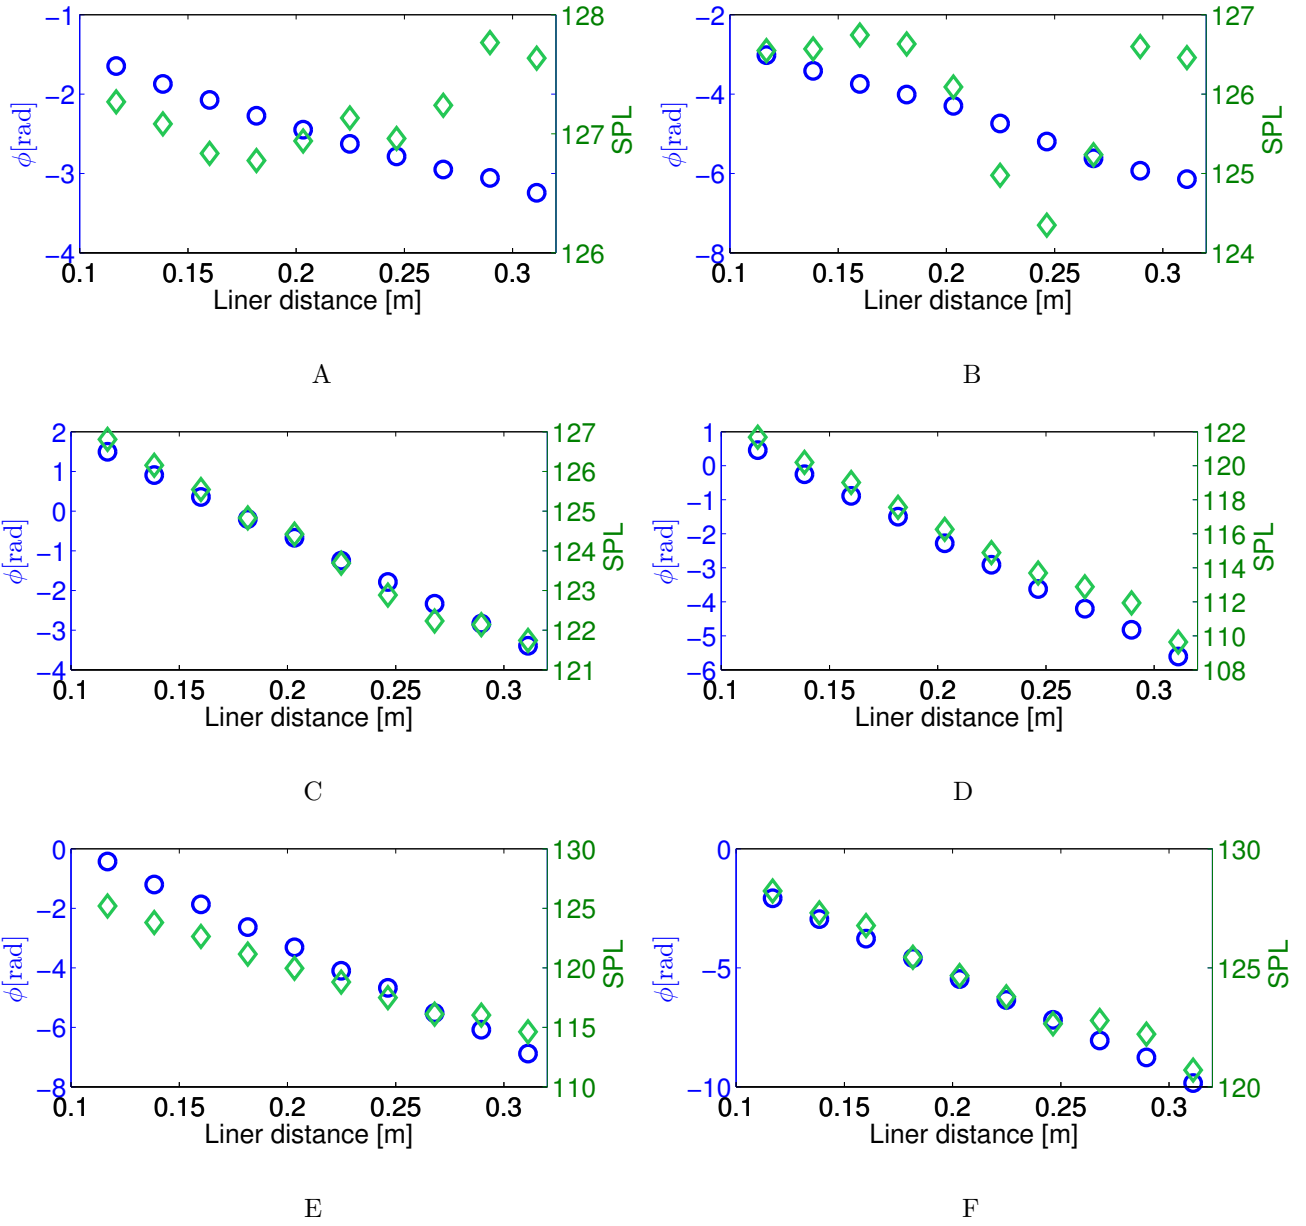 −1
−2
−3
−4
ϕ[rad]
128
127
126
SPL
0.1 0.15 0.2 0.25 0.3
Liner distance [m]
A
−2
−4
−6
−8
ϕ[rad]
127
126
125
124
SPL
0.1 0.15 0.2 0.25 0.3
Liner distance [m]
B
2
1
0
−1
−2
−3
−4
ϕ[rad]
127
126
125
124
123
122
121
SPL
0.1 0.15 0.2 0.25 0.3
Liner distance [m]
C
1
0
−1
−2
−3
−4
−5
−6
ϕ[rad]
122
120
118
116
114
112
110
108
SPL
0.1 0.15 0.2 0.25 0.3
Liner distance [m]
D
0
−2
−4
−6
−8
ϕ[rad]
130
125
120
115
110
SPL
0.1 0.15 0.2 0.25 0.3
Liner distance [m]
E
0
−5
−10
ϕ[rad]
130
125
120
SPL
0.1 0.15 0.2 0.25 0.3
Liner distance [m]
F